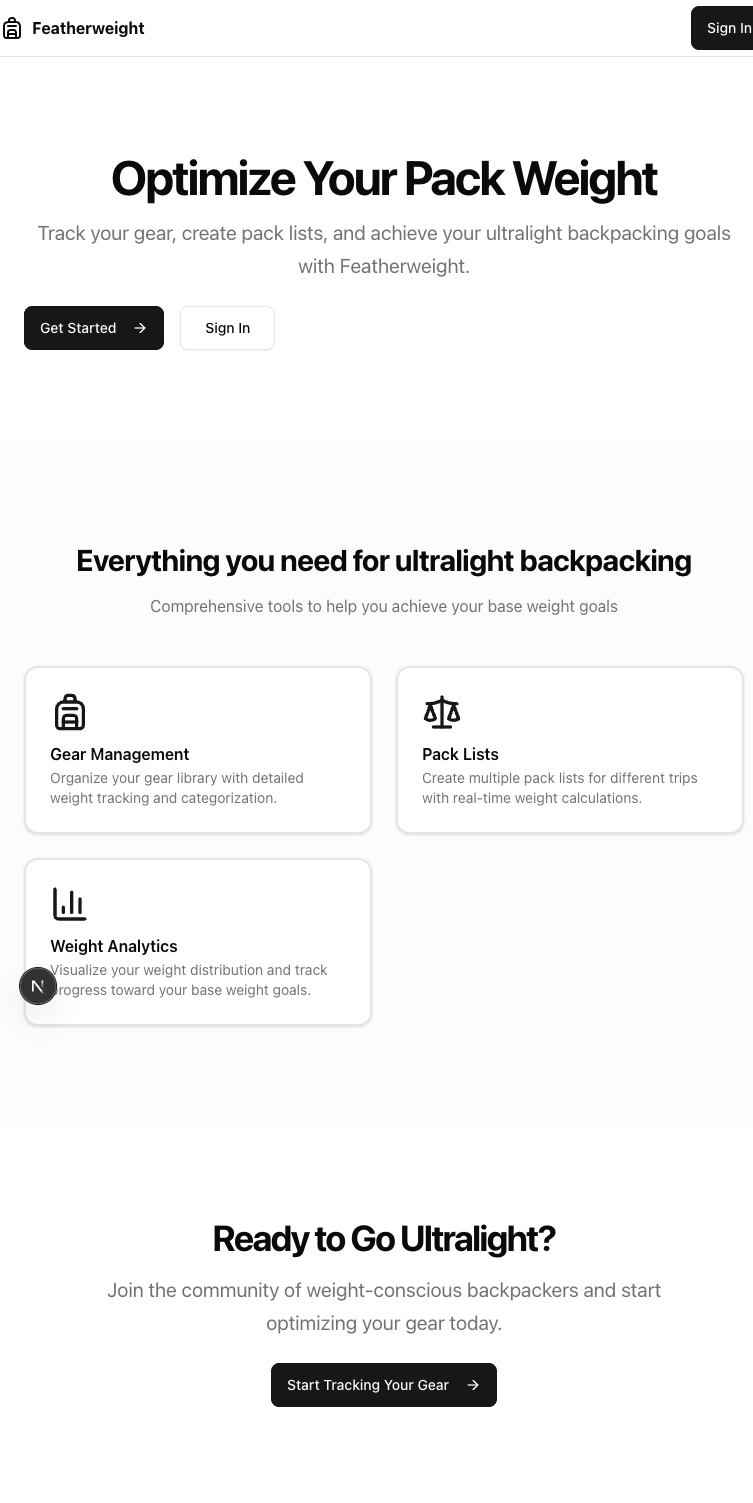 Featherweight
Sign In
Optimize Your Pack Weight
Track your gear, create pack lists, and achieve your ultralight backpacking goals
with Featherweight.
Get Started
Sign In
Everything you need for ultralight backpacking
Comprehensive tools to help you achieve your base weight goals
Gear Management
Organize your gear library with detailed
weight tracking and categorization.
Pack Lists
Create multiple pack lists for different trips
with real-time weight calculations.
Weight Analytics
Visualize your weight distribution and track
progress toward your base weight goals.
N
Ready to Go Ultralight?
Join the community of weight-conscious backpackers and start
optimizing your gear today.
Start Tracking Your Gear